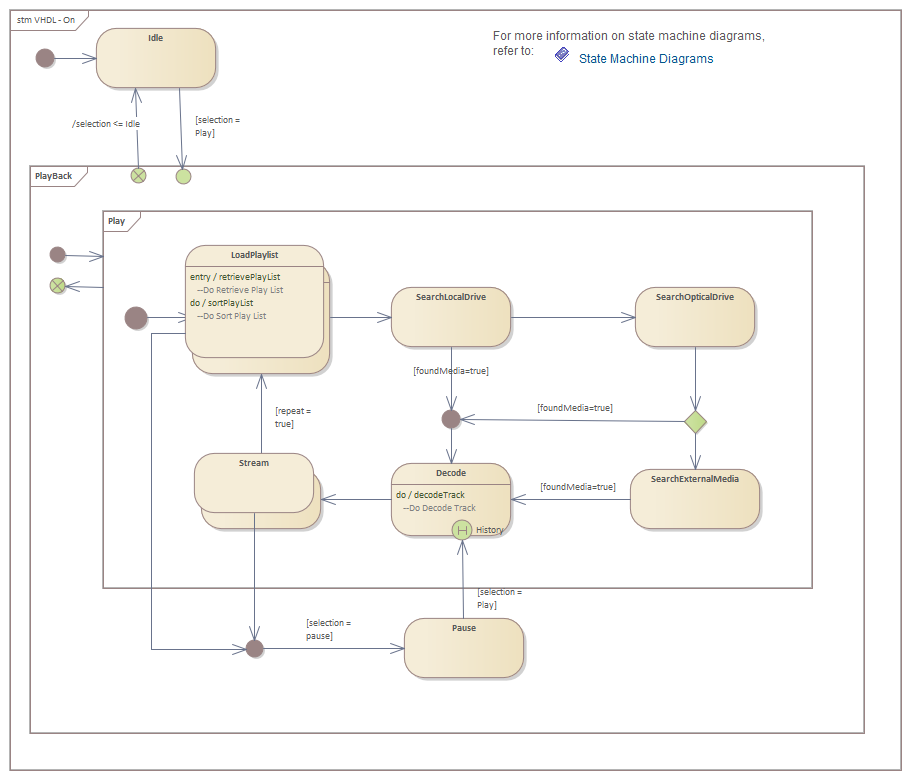 stm VHDL - On
Idle
For more information on state machine diagrams,
refer to:
State Machine Diagrams
/selection <= Idle
[selection =
Play]
PlayBack
Play
LoadPlaylist
entry / retrievePlayList
--Do Retrieve Play List
do / sortPlayList
--Do Sort Play List
SearchLocalDrive
SearchOpticalDrive
[foundMedia=true]
[foundMedia=true]
[repeat =
true]
Stream
Decode
do / decodeTrack
--Do Decode Track
H
History
[foundMedia=true]
SearchExternalMedia
[selection =
Play]
[selection =
pause]
Pause